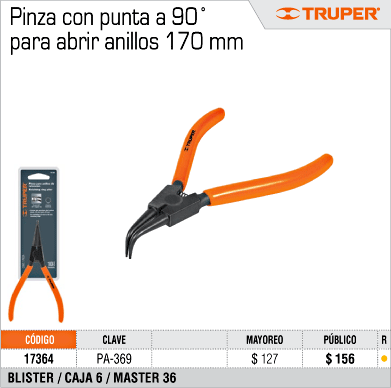 Pinza con punta a 90°
para abrir anillos 170 mm
TRUPER®
TRUPER
CÓDIGO CLAVE MAYOREO PÚBLICO R
17364 PA-369 $ 127 $ 156
BLISTER / CAJA 6 / MASTER 36